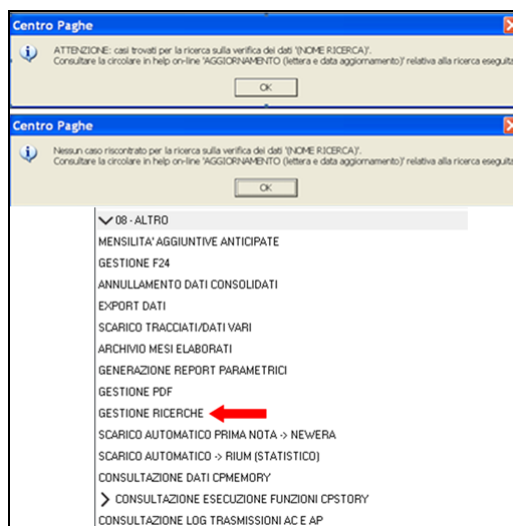 Centro Paghe
ATTENZIONE: casi trovati per la ricerca sulla verifica dei dati '(NOME RICERCA)'.
Consultare la circolare in help on-line 'AGGIORNAMENTO (lettera e data aggiornamento)' relativa alla ricerca eseguita
OK
Centro Paghe
Nessun caso riscontrato per la ricerca sulla verifica dei dati '(NOME RICERCA)'.
Consultare la circolare in help on-line 'AGGIORNAMENTO (lettera e data aggiornamento)' relativa alla ricerca eseguita
OK
08 - ALTRO
MENSILITA' AGGIUNTIVE ANTICIPATE
GESTIONE F24
ANNULLAMENTO DATI CONSOLIDATI
EXPORT DATI
SCARICO TRACCIATI/DATI VARI
ARCHIVIO MESI ELABORATI
GENERAZIONE REPORT PARAMETRICI
GESTIONE PDF
GESTIONE RICERCHE
SCARICO AUTOMATICO PRIMA NOTA -> NEWERA
SCARICO AUTOMATICO -> RIUM (STATISTICO)
CONSULTAZIONE DATI CPMEMORY
CONSULTAZIONE ESECUZIONE FUNZIONI CPSTORY
CONSULTAZIONE LOG TRASMISSIONI AC E AP